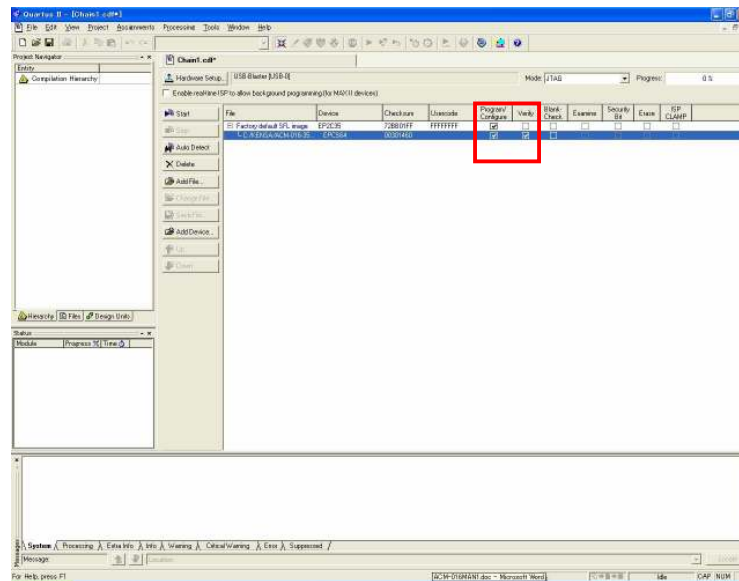 Quartus II - [Chain1.cdf*]
File Edit View Project Assignments Processing Tools Window Help
Project Navigator
Entity
Compilation Hierarchy
Hierarchy Files Design Units
Status
Module Progress % Time
Chain1.cdf*
Hardware Setup... USB-Blaster [USB-0] Mode: JTAG Progress: 0 %
Enable real-time ISP to allow background programming (for MAX II devices)
Start
Stop
Auto Detect
Delete
Add File...
Change File...
Save File...
Add Device...
Up
Down
File Device Checksum Usercode Program/Configure Verify Blank-Check Examine Security Bit Erase ISP CLAMP
Factory default SFL image EP2C35 FFFFFFFF
EPCS64
Messages
System Processing Extra Info Info Warning Critical Warning Error Suppressed
Message: Location: Locate
For Help, press F1 ACM-016MAN1.doc - Microsoft Word Idle CAP NUM